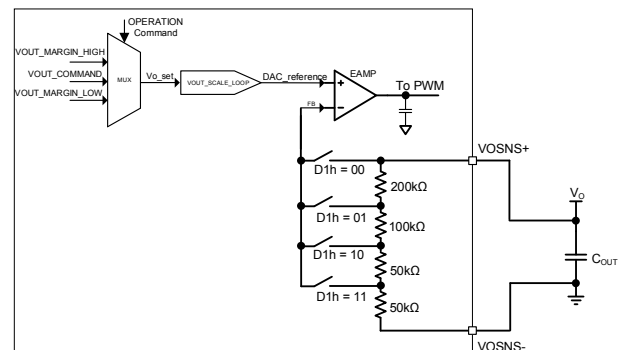 OPERATION
Command
VOUT_MARGIN_HIGH
VOUT_COMMAND
VOUT_MARGIN_LOW
MUX
Vo_set
VOUT_SCALE_LOOP
DAC_reference
EAMP
+
−
FB
To PWM
VOSNS+
D1h = 00
200kΩ
D1h = 01
100kΩ
D1h = 10
50kΩ
D1h = 11
50kΩ
VO
COUT
VOSNS-